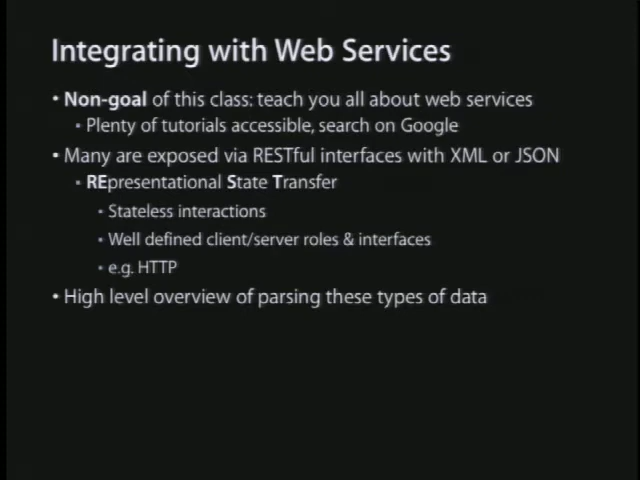 Integrating with Web Services
• Non-goal of this class: teach you all about web services
• Plenty of tutorials accessible, search on Google
• Many are exposed via RESTful interfaces with XML or JSON
• REpresentational State Transfer
• Stateless interactions
• Well defined client/server roles & interfaces
• e.g. HTTP
• High level overview of parsing these types of data